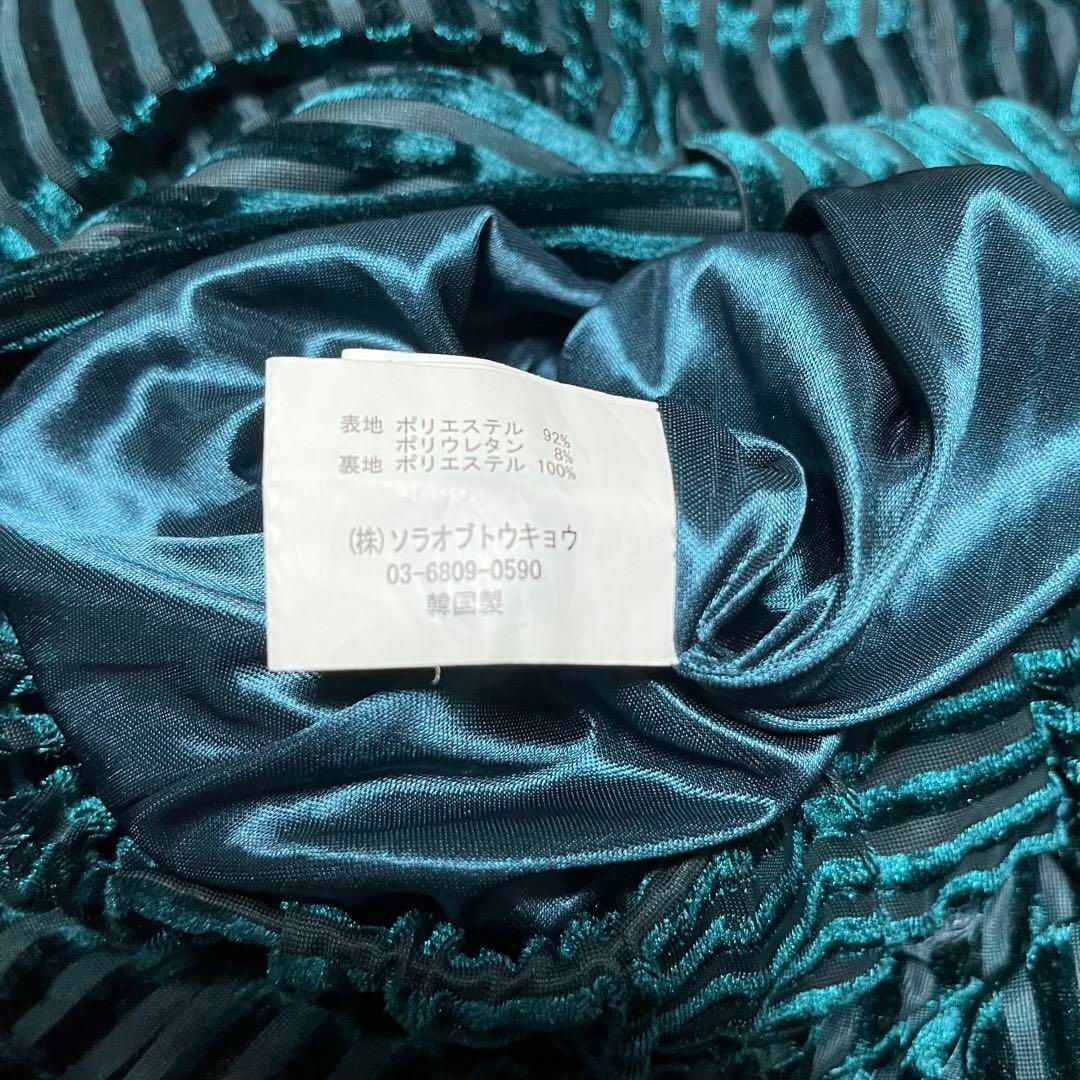 表地 ポリエステル 92%
ポリウレタン 8%
裏地 ポリエステル 100%
(株)ソラオブトウキョウ
03-6809-0590
韓国製